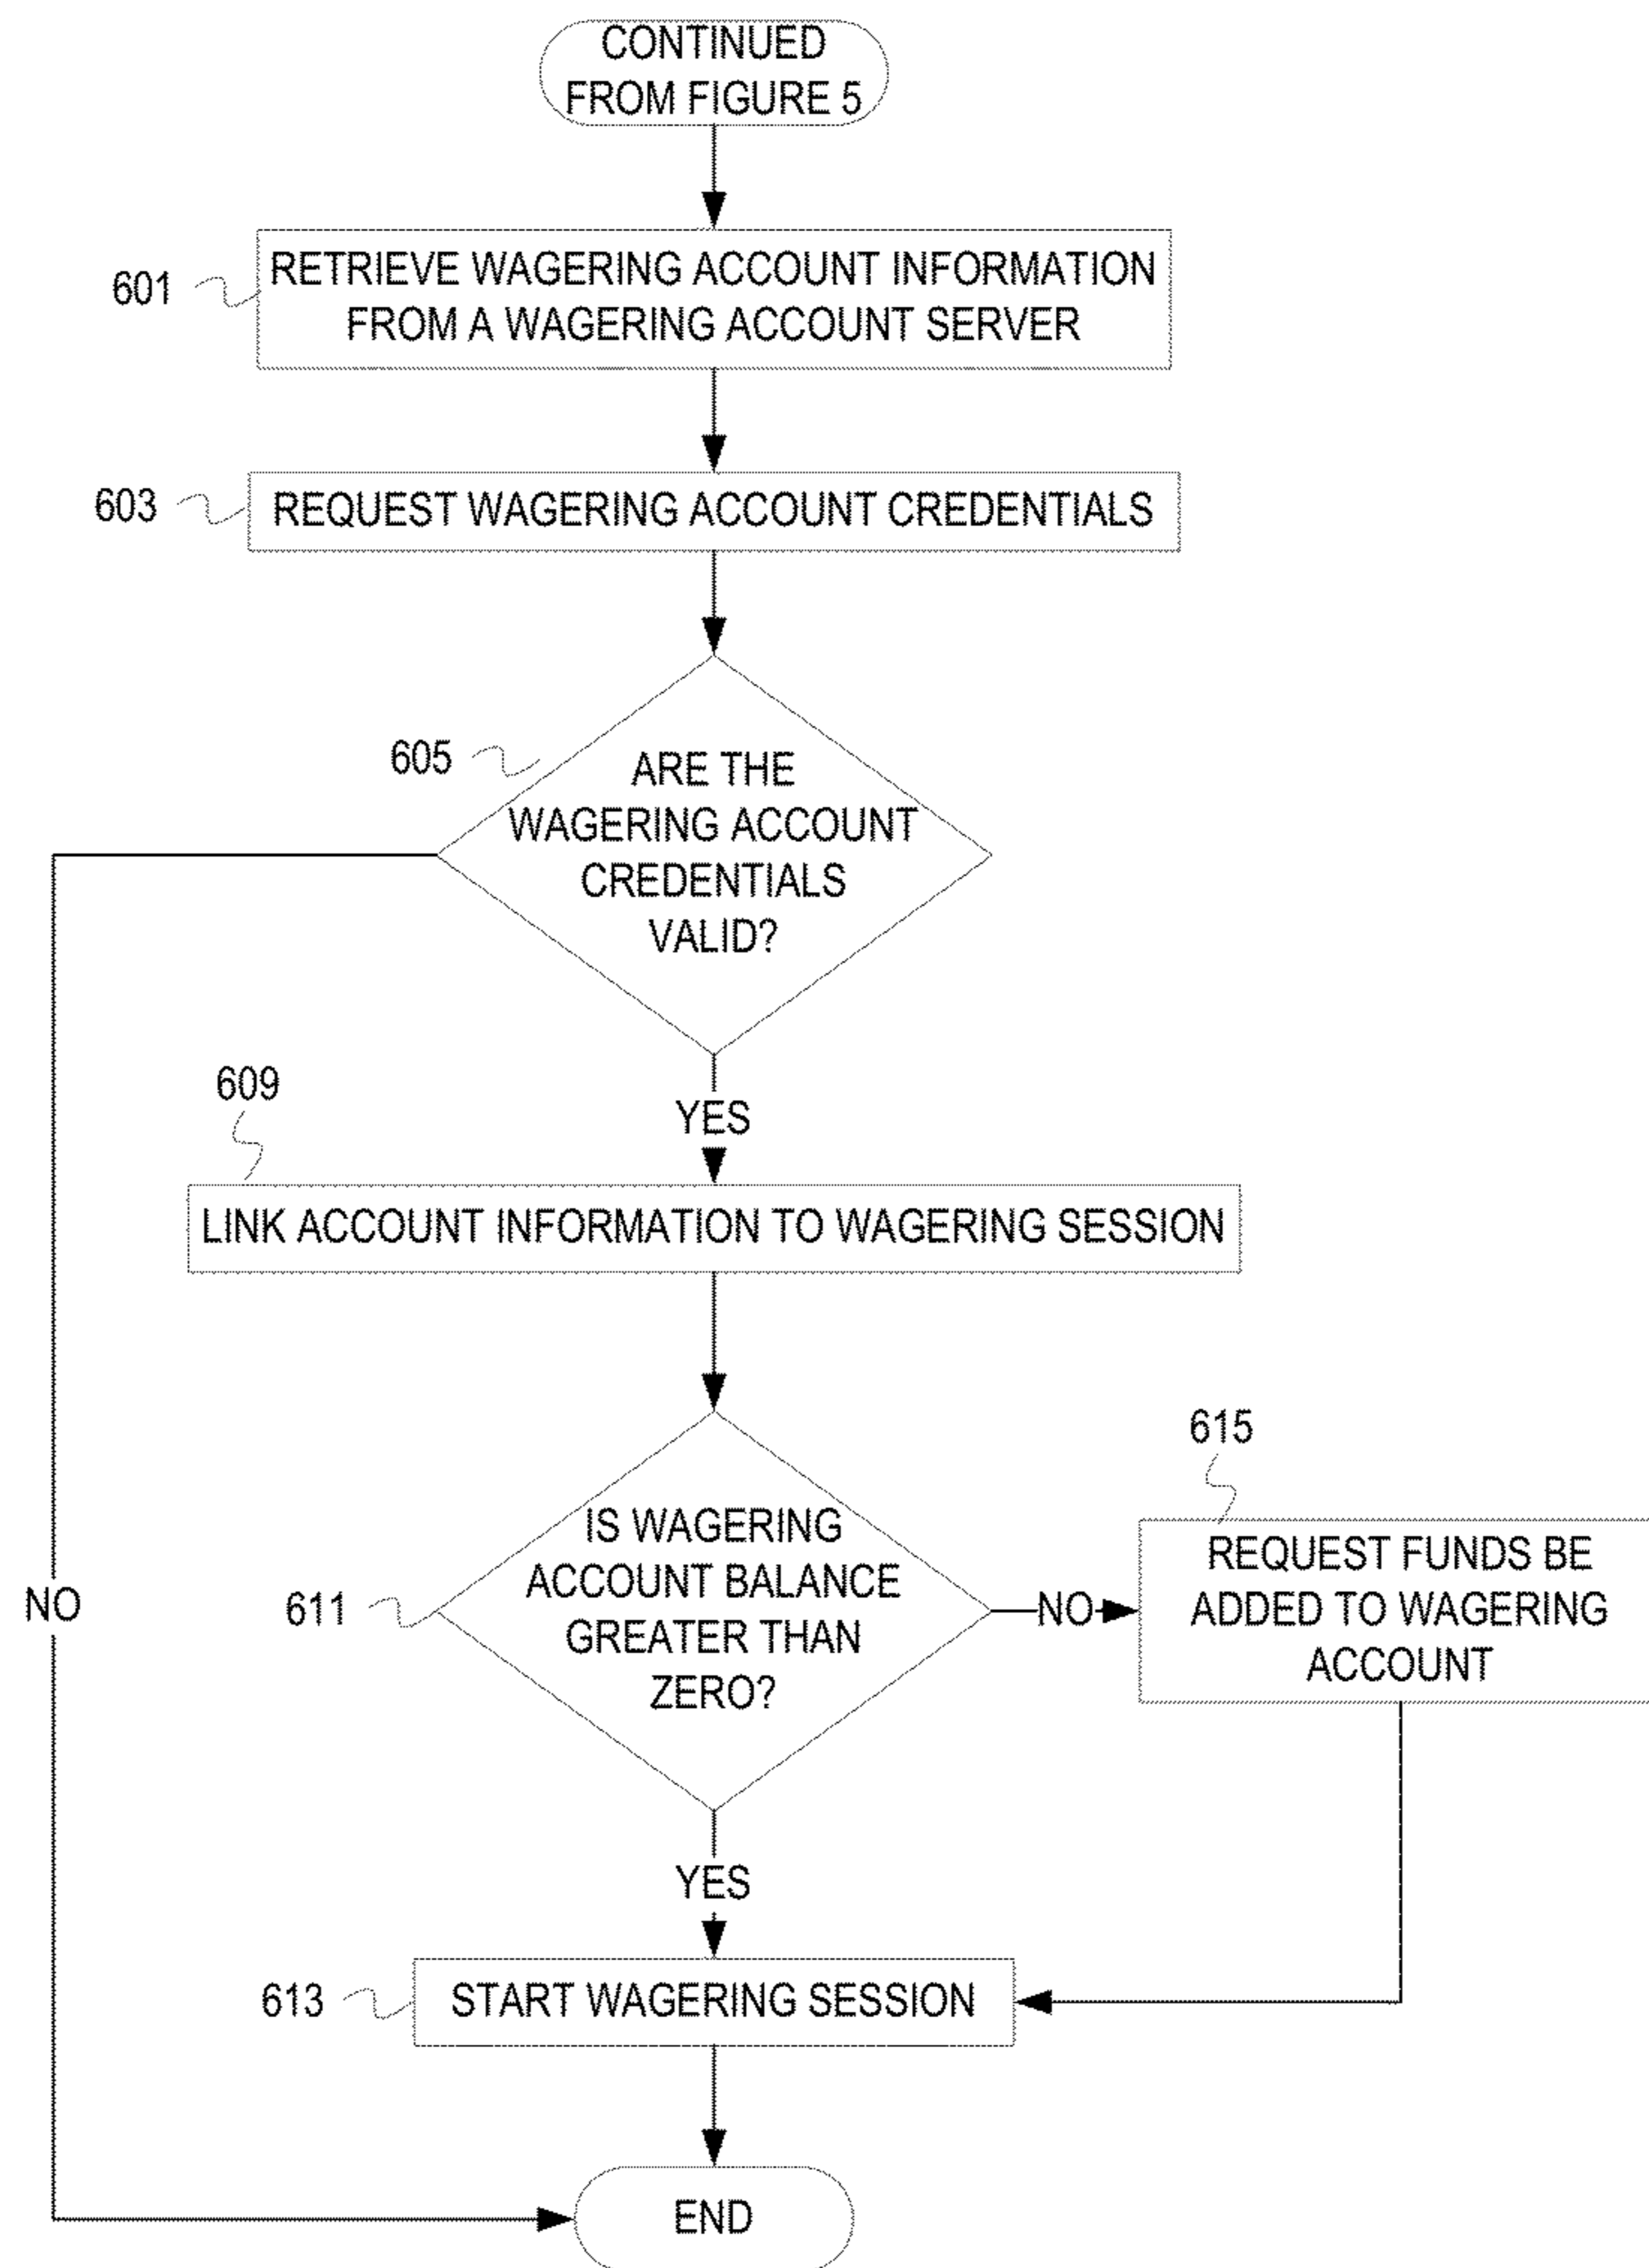 CONTINUED
FROM FIGURE 5
601
RETRIEVE WAGERING ACCOUNT INFORMATION
FROM A WAGERING ACCOUNT SERVER
603
REQUEST WAGERING ACCOUNT CREDENTIALS
605
ARE THE
WAGERING ACCOUNT
CREDENTIALS
VALID?
609
YES
LINK ACCOUNT INFORMATION TO WAGERING SESSION
615
611
IS WAGERING
ACCOUNT BALANCE
GREATER THAN
ZERO?
NO
NO
REQUEST FUNDS BE
ADDED TO WAGERING
ACCOUNT
YES
613
START WAGERING SESSION
END